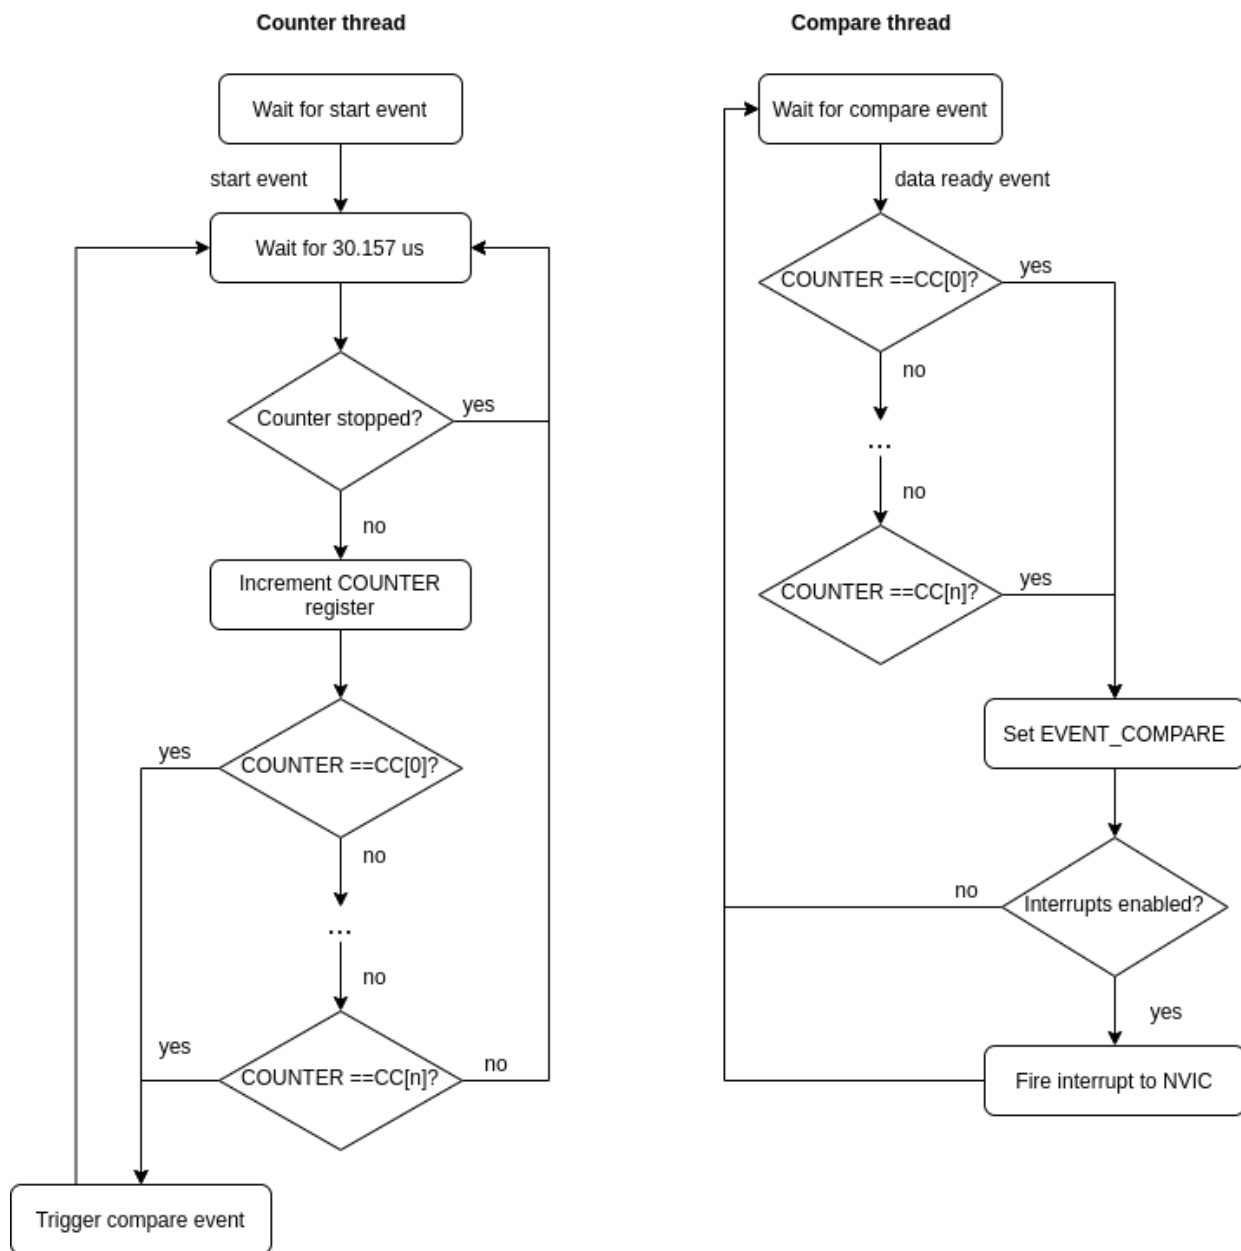 Counter thread
Wait for start event
start event
Wait for 30.157 us
Counter stopped?
yes
no
Increment COUNTER
register
COUNTER ==CC[0]?
yes
no
...
no
COUNTER ==CC[n]?
yes
no
Trigger compare event
Compare thread
Wait for compare event
data ready event
COUNTER ==CC[0]?
yes
no
...
no
COUNTER ==CC[n]?
yes
Set EVENT_COMPARE
Interrupts enabled?
no
yes
Fire interrupt to NVIC